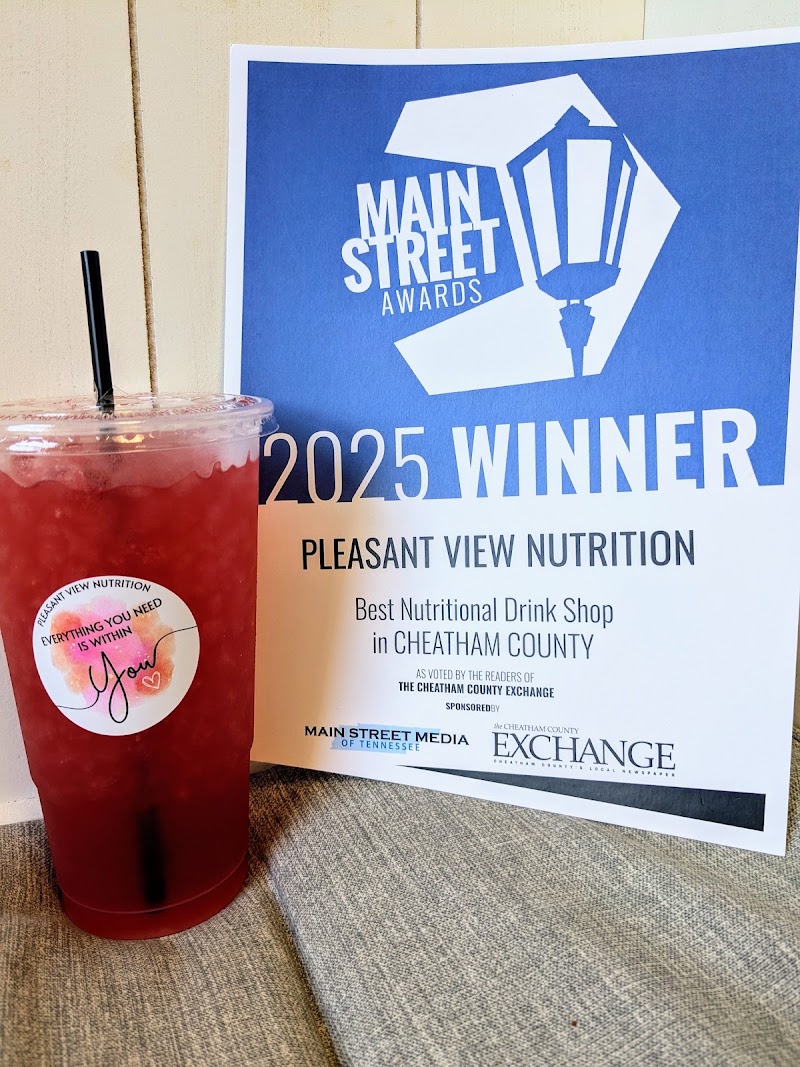 MAIN
STREET
AWARDS
2025 WINNER
PLEASANT VIEW NUTRITION
Best Nutritional Drink Shop
in CHEATHAM COUNTY
AS VOTED BY THE READERS OF
THE CHEATHAM COUNTY EXCHANGE
SPONSORED BY
MAIN STREET MEDIA
OF TENNESSEE
the CHEATHAM COUNTY
EXCHANGE
CHEATHAM COUNTY'S LOCAL NEWSPAPER
PLEASANT VIEW NUTRITION
EVERYTHING YOU NEED
IS WITHIN
You